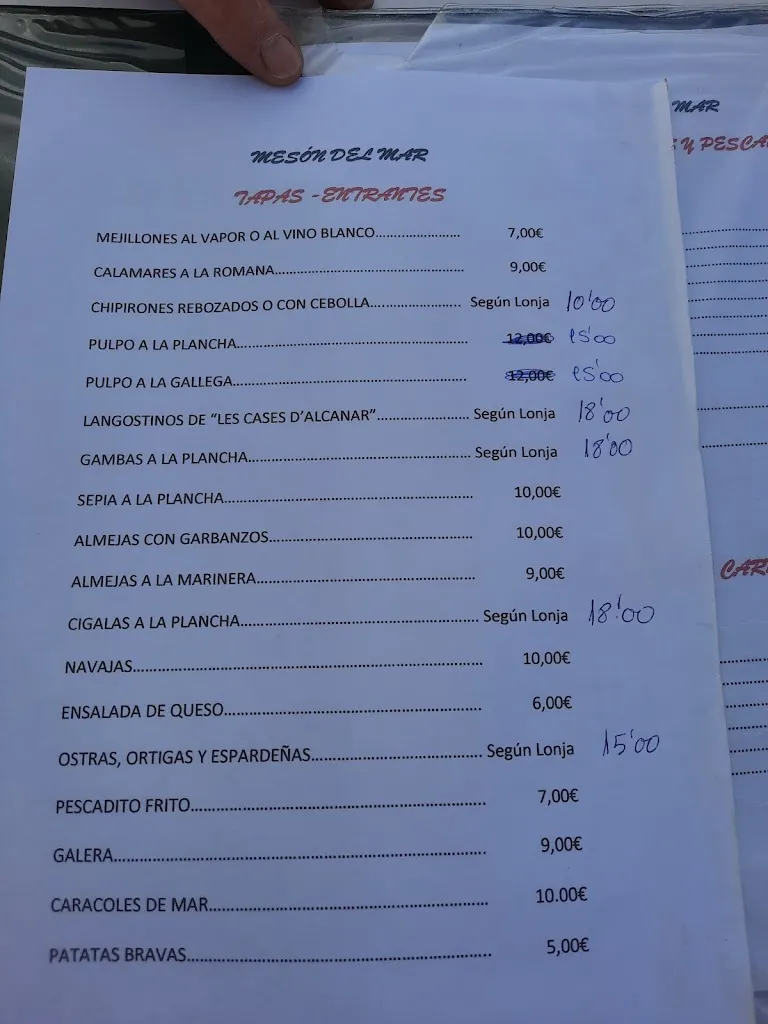 MESÓN DEL MAR
TAPAS - ENTRANTES
MEJILLONES AL VAPOR O AL VINO BLANCO........................ 7,00€
CALAMARES A LA ROMANA.................................................... 9,00€
CHIPIRONES REBOZADOS O CON CEBOLLA......................... Según Lonja 10'00
PULPO A LA PLANCHA............................................................... 12,00€ 15'00
PULPO A LA GALLEGA................................................................ 12,00€ 15'00
LANGOSTINOS DE “LES CASES D’ALCANAR”......................... Según Lonja 18'00
GAMBAS A LA PLANCHA............................................................ Según Lonja 18'00
SEPIA A LA PLANCHA.................................................................. 10,00€
ALMEJAS CON GARBANZOS...................................................... 10,00€
ALMEJAS A LA MARINERA......................................................... 9,00€
CIGALAS A LA PLANCHA............................................................. Según Lonja 18'00
NAVAJAS........................................................................................ 10,00€
ENSALADA DE QUESO.................................................................. 6,00€
OSTRAS, ORTIGAS Y ESPARDEÑAS.............................................. Según Lonja 15'00
PESCADITO FRITO.......................................................................... 7,00€
GALERA............................................................................................ 9,00€
CARACOLES DE MAR...................................................................... 10.00€
PATATAS BRAVAS........................................................................... 5,00€
MAR
Y PESCA
CAR